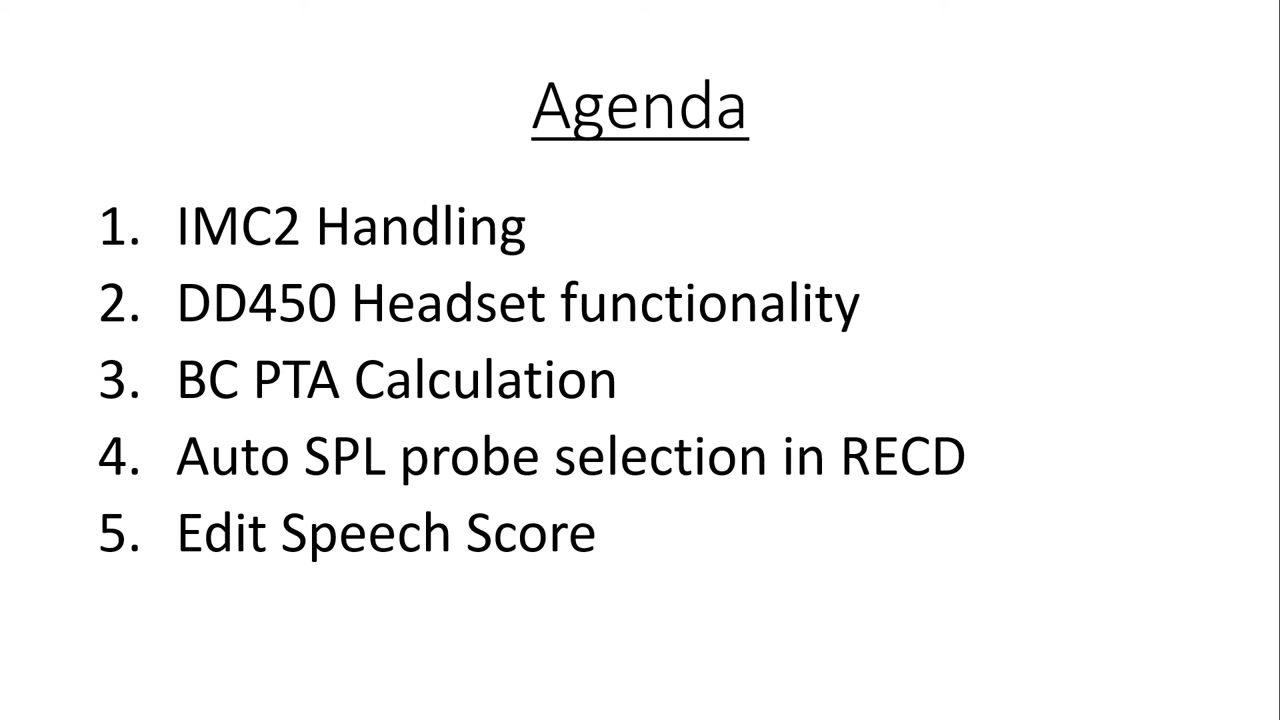 Agenda
1. IMC2 Handling
2. DD450 Headset functionality
3. BC PTA Calculation
4. Auto SPL probe selection in RECD
5. Edit Speech Score